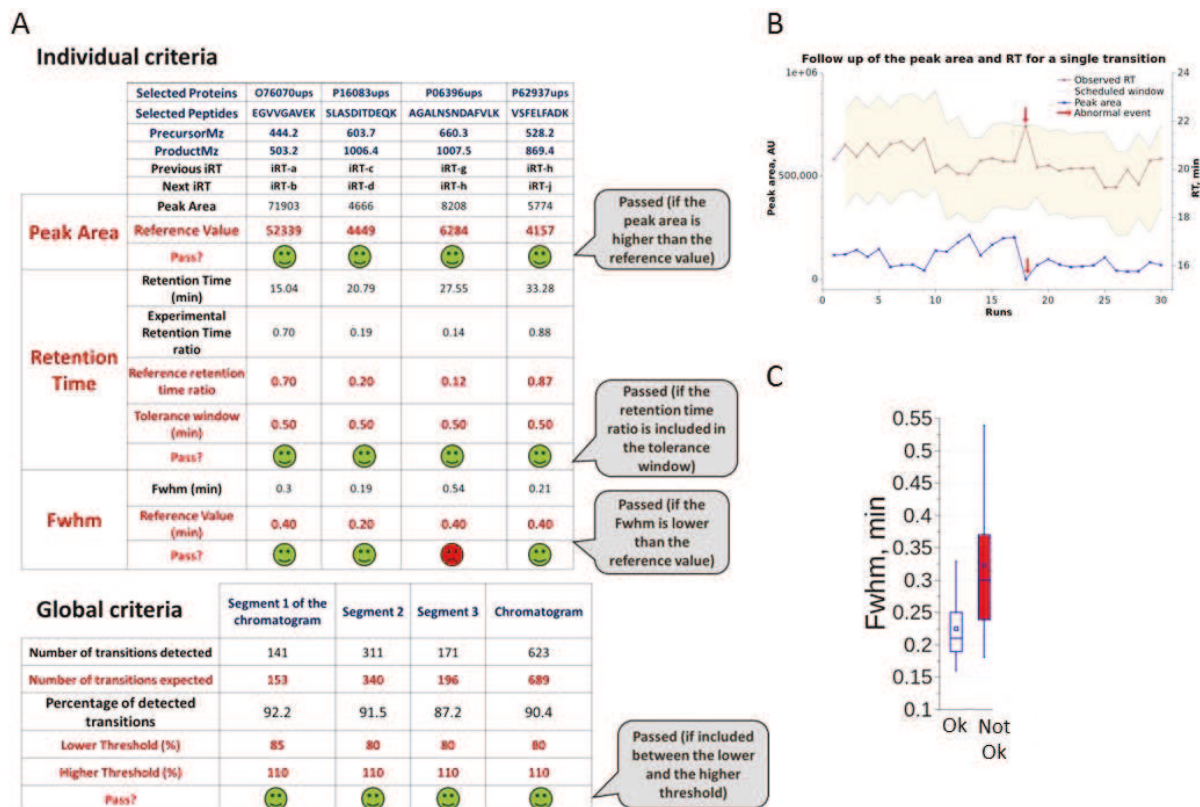 A
Individual criteria
Selected Proteins O76070ups P16083ups P06396ups P62937ups
Selected Peptides EGVVGAVEK SLASDITDEQK AGALNSNDAFVLK VSFELFADK
PrecursorMz 444.2 603.7 660.3 528.2
ProductMz 503.2 1006.4 1007.5 869.4
Previous iRT iRT-a iRT-c iRT-g iRT-h
Next iRT iRT-b iRT-d iRT-h iRT-j
Peak Area
Peak Area 71903 4666 8208 5774
Reference Value 52339 4449 6284 4157
Pass?
Passed (if the
peak area is
higher than the
reference value)
Retention
Time
Retention Time
(min) 15.04 20.79 27.55 33.28
Experimental
Retention Time
ratio 0.70 0.19 0.14 0.88
Reference retention
time ratio 0.70 0.20 0.12 0.87
Tolerance window
(min) 0.50 0.50 0.50 0.50
Pass?
Passed (if the
retention time
ratio is included in
the tolerance
window)
Fwhm
Fwhm (min) 0.3 0.19 0.54 0.21
Reference Value
(min) 0.40 0.20 0.40 0.40
Pass?
Passed (if the
Fwhm is lower
than the
reference value)
Global criteria
Segment 1 of the
chromatogram Segment 2 Segment 3 Chromatogram
Number of transitions detected 141 311 171 623
Number of transitions expected 153 340 196 689
Percentage of detected
transitions 92.2 91.5 87.2 90.4
Lower Threshold (%) 85 80 80 80
Higher Threshold (%) 110 110 110 110
Pass?
Passed (if included
between the lower
and the higher
threshold)
B
Follow up of the peak area and RT for a single transition
Observed RT
Scheduled window
Peak area
Abnormal event
1e+06
500,000
0
Peak area, AU
24
22
20
18
16
RT, min
0 5 10 15 20 25 30
Runs
C
Fwhm, min
0.55
0.5
0.45
0.4
0.35
0.3
0.25
0.2
0.15
0.1
Ok Not
Ok